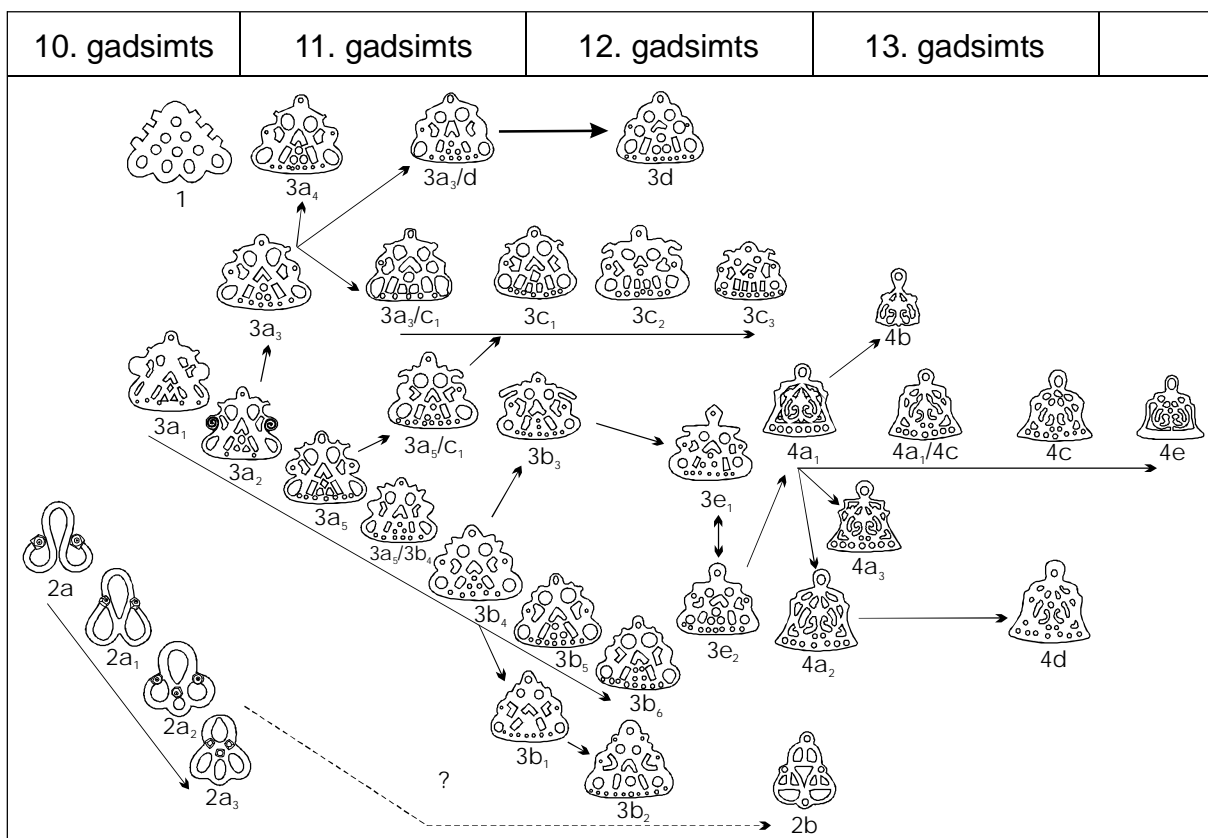 10. gadsimts 11. gadsimts 12. gadsimts 13. gadsimts
1 3a₄ 3a₃/d 3d
3a₃ 3a₃/c₁ 3c₁ 3c₂ 3c₃
4b
3a₁ 3a₂ 3a₅/c₁ 3b₃ 4a₁ 4a₁/4c 4c 4e
3a₅ 3e₁
3a₅/3b₄ 4a₃
2a 3b₄
2a₁ 3b₅ 3e₂ 4a₂ 4d
2a₂ 3b₆
3b₁
2a₃ ? 3b₂ 2b